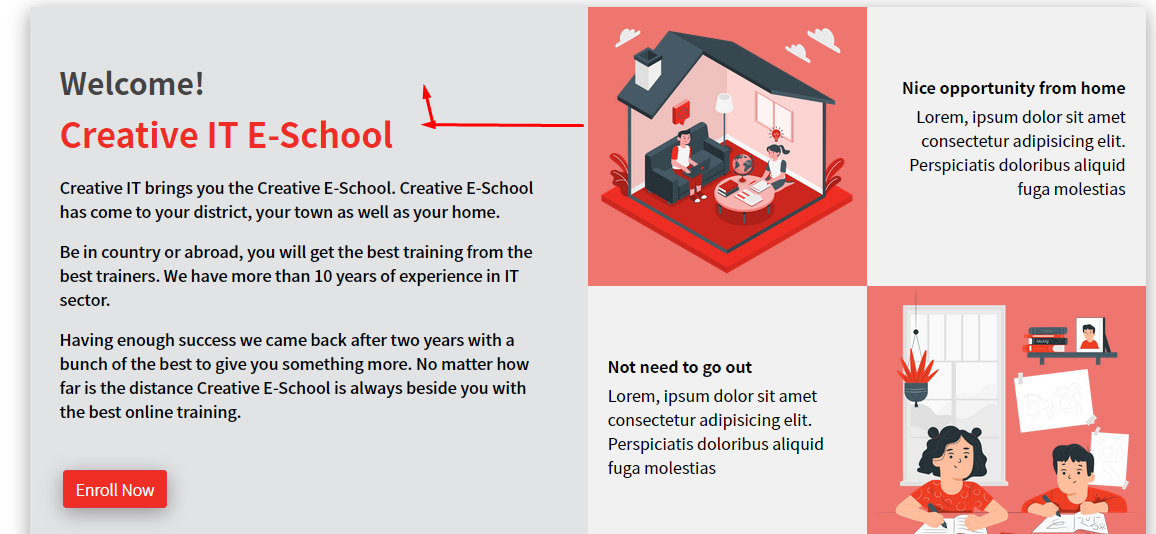 Welcome!
Creative IT E-School
Creative IT brings you the Creative E-School. Creative E-School
has come to your district, your town as well as your home.
Be in country or abroad, you will get the best training from the
best trainers. We have more than 10 years of experience in IT
sector.
Having enough success we came back after two years with a
bunch of the best to give you something more. No matter how
far is the distance Creative E-School is always beside you with
the best online training.
Enroll Now
Nice opportunity from home
Lorem, ipsum dolor sit amet
consectetur adipisicing elit.
Perspiciatis doloribus aliquid
fuga molestias
Not need to go out
Lorem, ipsum dolor sit amet
consectetur adipisicing elit.
Perspiciatis doloribus aliquid
fuga molestias